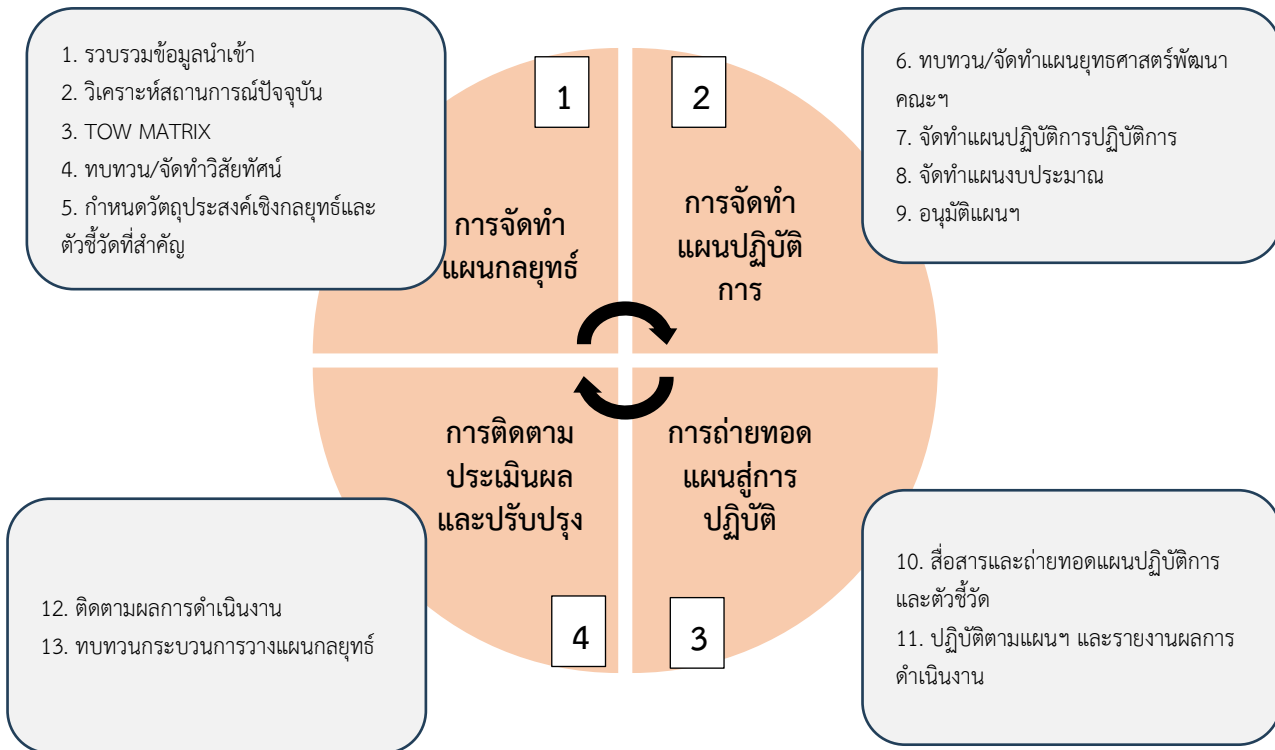 1. รวบรวมข้อมูลนำเข้า
2. วิเคราะห์สถานการณ์ปัจจุบัน
3. TOW MATRIX
4. ทบทวน/จัดทำวิสัยทัศน์
5. กำหนดวัตถุประสงค์เชิงกลยุทธ์และ
ตัวชี้วัดที่สำคัญ
1
การจัดทำ
แผนกลยุทธ์
2
การจัดทำ
แผนปฏิบัติ
การ
6. ทบทวน/จัดทำแผนยุทธศาสตร์พัฒนา
คณะฯ
7. จัดทำแผนปฏิบัติการปฏิบัติการ
8. จัดทำแผนงบประมาณ
9. อนุมัติแผนฯ
การถ่ายทอด
แผนสู่การ
ปฏิบัติ
3
10. สื่อสารและถ่ายทอดแผนปฏิบัติการ
และตัวชี้วัด
11. ปฏิบัติตามแผนฯ และรายงานผลการ
ดำเนินงาน
การติดตาม
ประเมินผล
และปรับปรุง
4
12. ติดตามผลการดำเนินงาน
13. ทบทวนกระบวนการวางแผนกลยุทธ์